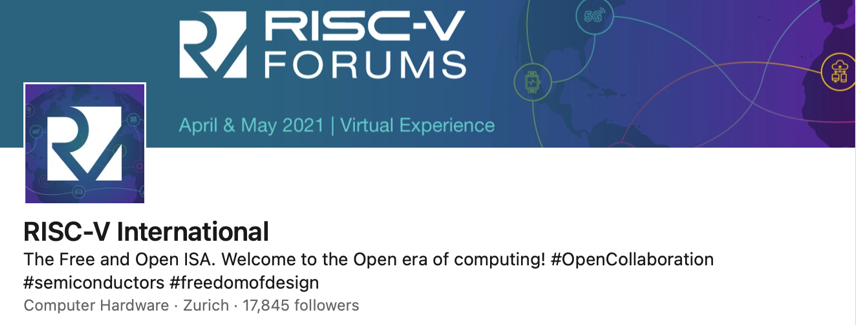 RISC-V
FORUMS
5G
April & May 2021 | Virtual Experience
RISC-V International
The Free and Open ISA. Welcome to the Open era of computing! #OpenCollaboration
#semiconductors #freedomofdesign
Computer Hardware · Zurich · 17,845 followers